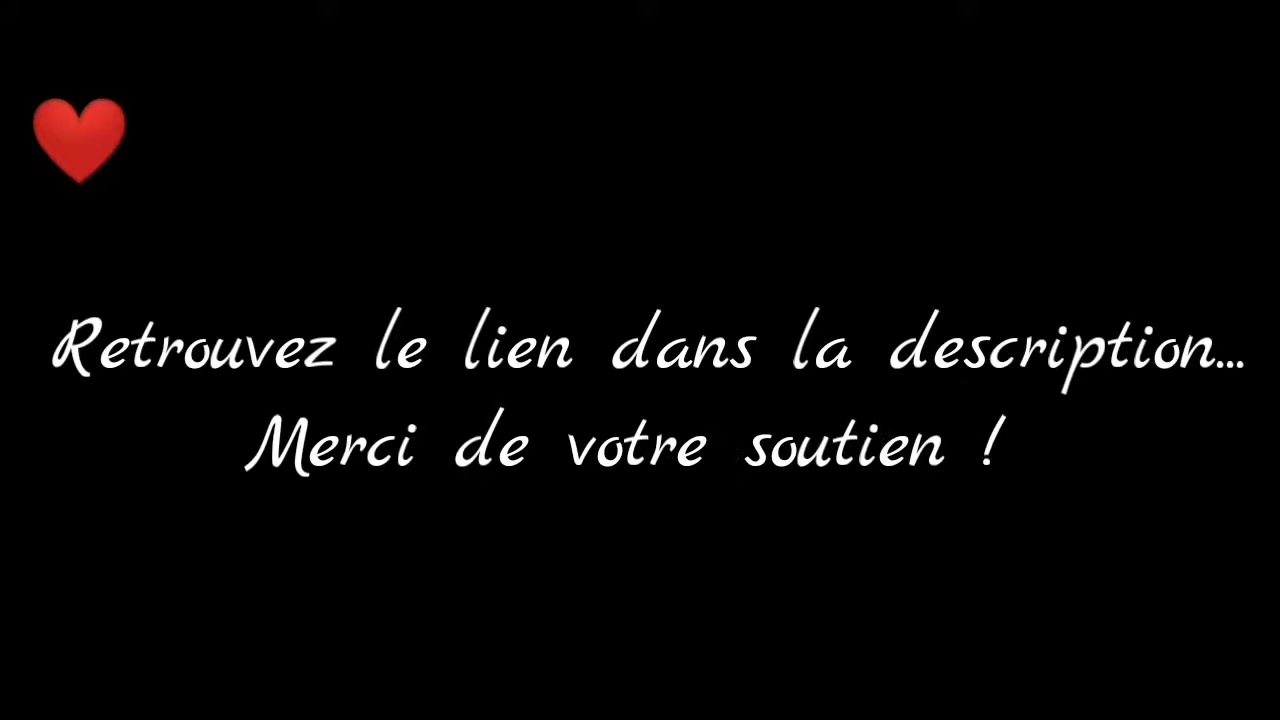 Retrouvez le lien dans la description...
Merci de votre soutien !